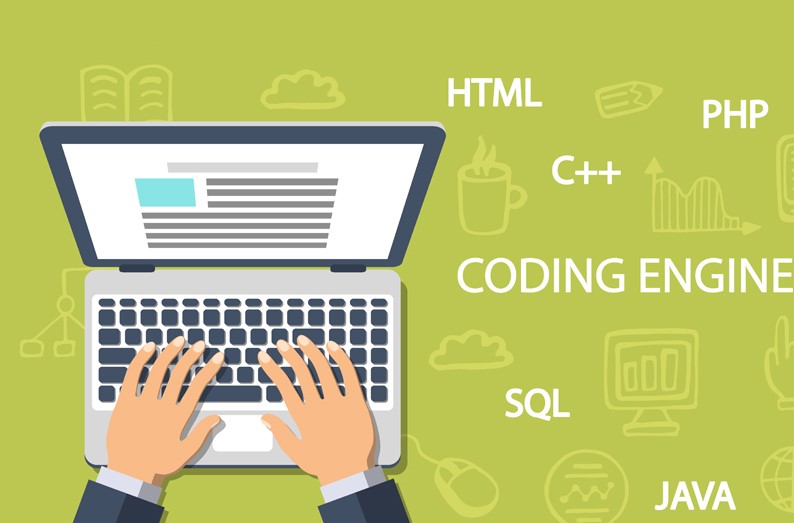 HTML
PHP
C++
CODING ENGINE
SQL
JAVA